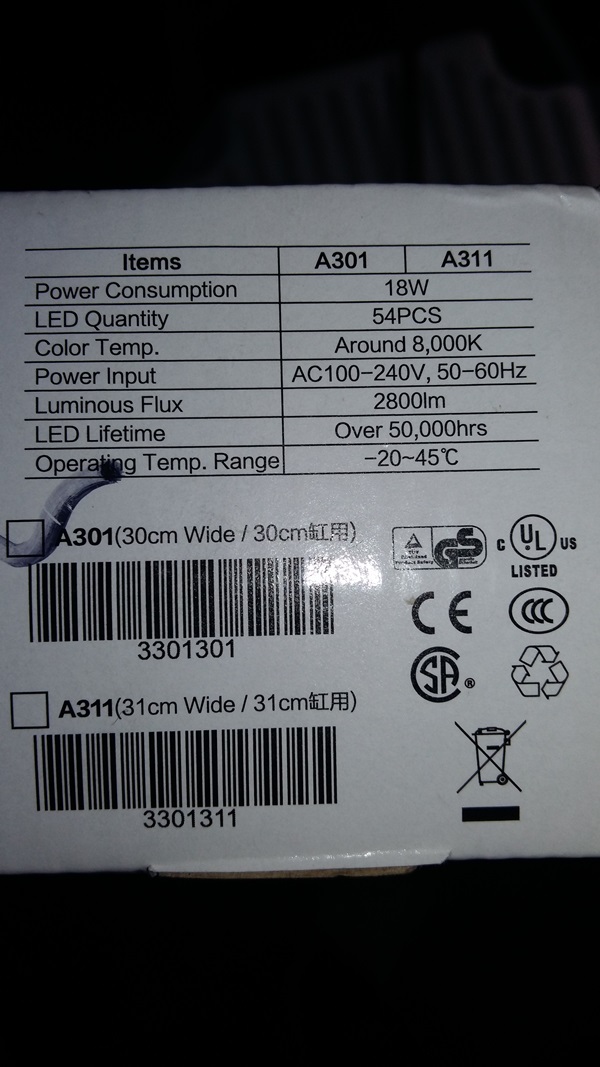 Items A301 A311
Power Consumption 18W
LED Quantity 54PCS
Color Temp. Around 8,000K
Power Input AC100-240V, 50-60Hz
Luminous Flux 2800lm
LED Lifetime Over 50,000hrs
Operating Temp. Range -20~45℃
A301(30cm Wide / 30cm缸用)
3301301
A311(31cm Wide / 31cm缸用)
3301311
GS
C UL US
LISTED
CE
CCC
SA ®